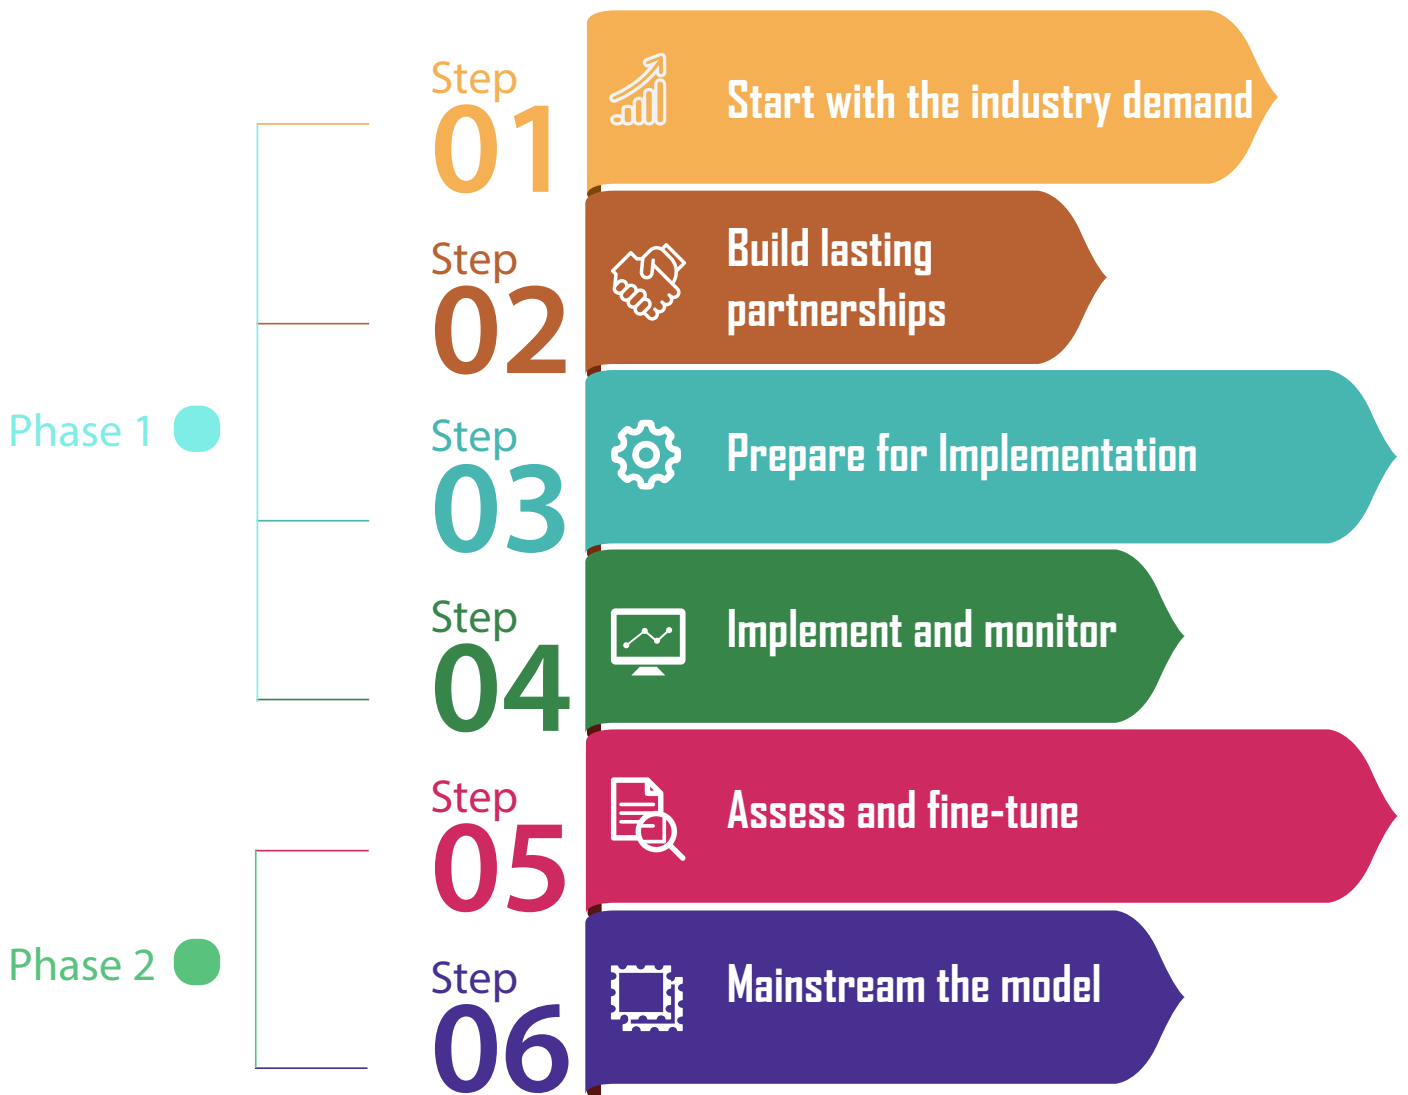 Step
01
Start with the industry demand
Step
02
Build lasting
partnerships
Phase 1
Step
03
Prepare for Implementation
Step
04
Implement and monitor
Step
05
Assess and fine-tune
Phase 2
Step
06
Mainstream the model